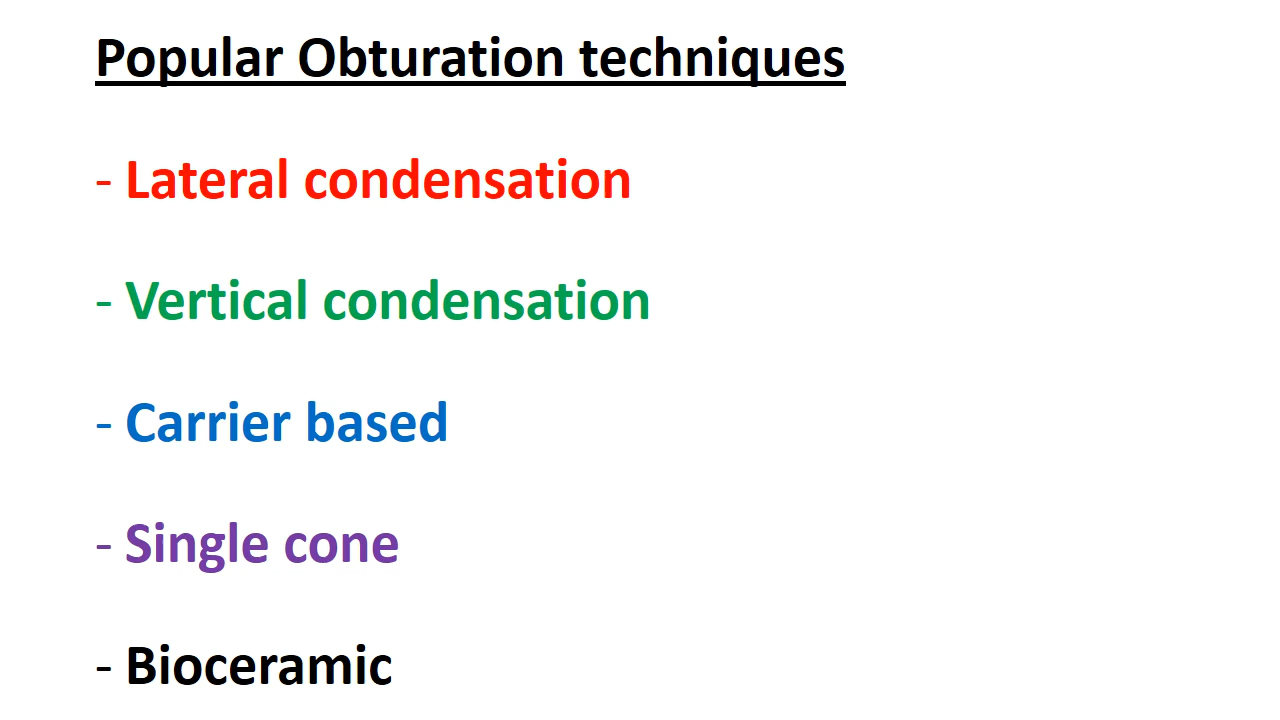 Popular Obturation techniques
- Lateral condensation
- Vertical condensation
- Carrier based
- Single cone
- Bioceramic